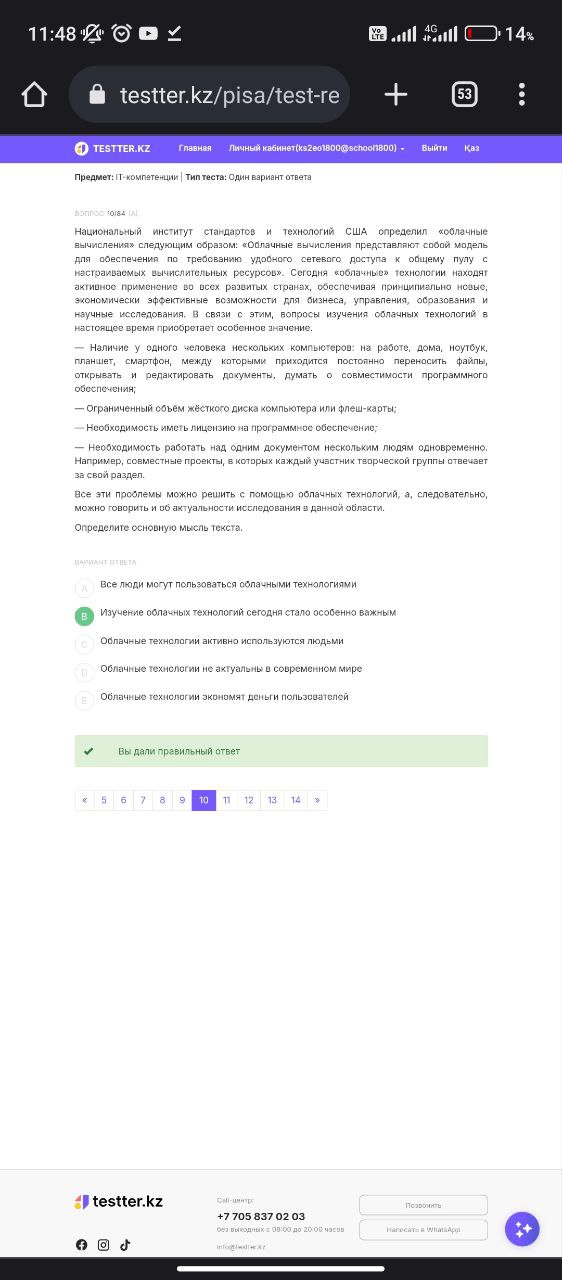 11:48
Vo LTE
4G
14%
testter.kz/pisa/test-re
53
TESTTER.KZ Главная Личный кабинет(ks2eo1800@school1800) Выйти Қаз
Предмет: IT-компетенции | Тип теста: Один вариант ответа
ВОПРОС 10/84 (A)
Национальный институт стандартов и технологий США определил «облачные
вычисления» следующим образом: «Облачные вычисления представляют собой модель
для обеспечения по требованию удобного сетевого доступа к общему пулу с
настраиваемых вычислительных ресурсов». Сегодня «облачные» технологии находят
активное применение во всех развитых странах, обеспечивая принципиально новые,
экономически эффективные возможности для бизнеса, управления, образования и
научные исследования. В связи с этим, вопросы изучения облачных технологий в
настоящее время приобретает особенное значение.
— Наличие у одного человека нескольких компьютеров: на работе, дома, ноутбук,
планшет, смартфон, между которыми приходится постоянно переносить файлы,
открывать и редактировать документы, думать о совместимости программного
обеспечения;
— Ограниченный объём жёсткого диска компьютера или флеш-карты;
— Необходимость иметь лицензию на программное обеспечение;
— Необходимость работать над одним документом нескольким людям одновременно.
Например, совместные проекты, в которых каждый участник творческой группы отвечает
за свой раздел.
Все эти проблемы можно решить с помощью облачных технологий, а, следовательно,
можно говорить и об актуальности исследования в данной области.
Определите основную мысль текста.
ВАРИАНТ ОТВЕТА
A Все люди могут пользоваться облачными технологиями
B Изучение облачных технологий сегодня стало особенно важным
C Облачные технологии активно используются людьми
D Облачные технологии не актуальны в современном мире
E Облачные технологии экономят деньги пользователей
Вы дали правильный ответ
« 5 6 7 8 9 10 11 12 13 14 »
testter.kz
Call-центр:
+7 705 837 02 03
без выходных с 08:00 до 20:00 часов
info@testter.kz
Позвонить
Написать в WhatsApp